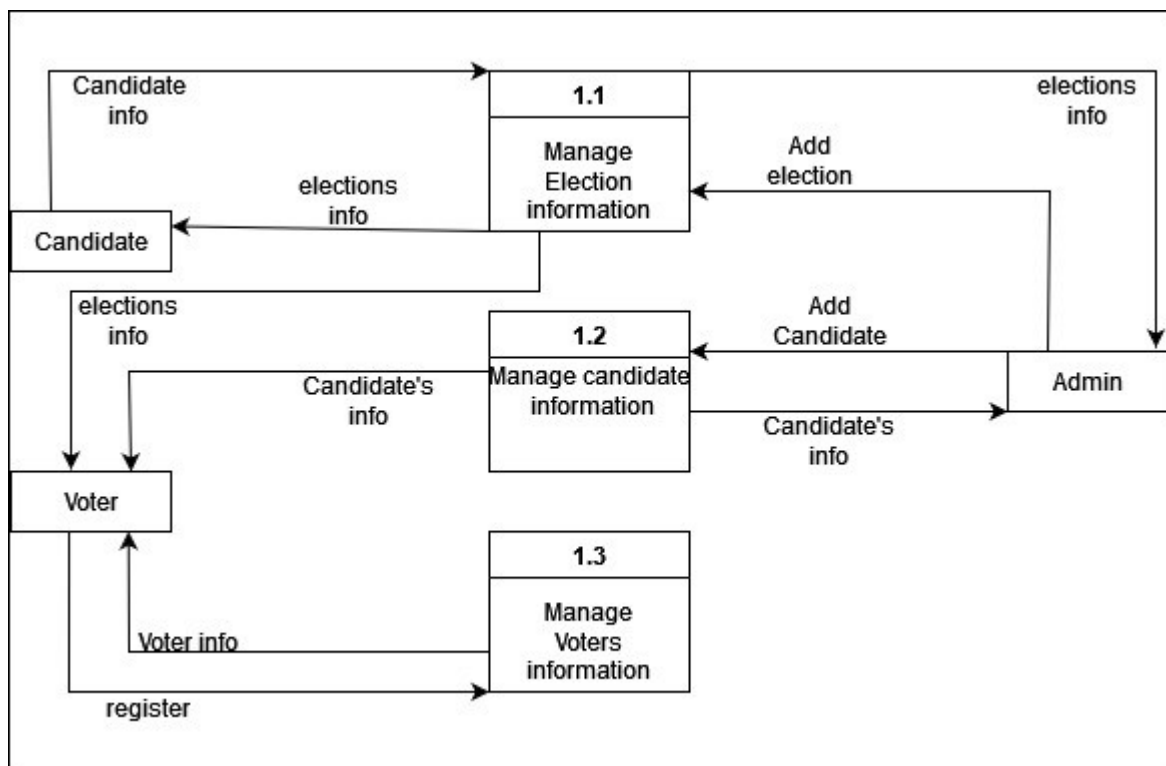 Candidate
info
1.1
elections
info
Manage
Election
information
Add
election
elections
info
Candidate
elections
info
1.2
Add
Candidate
Manage candidate
information
Candidate's
info
Admin
Candidate's
info
Voter
1.3
Manage
Voters
information
Voter info
register